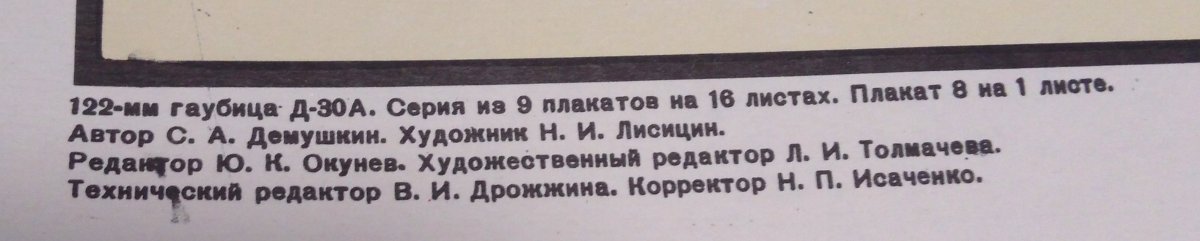 122-мм гаубица Д-30А. Серия из 9 плакатов на 16 листах. Плакат 8 на 1 листе.
Автор С. А. Демушкин. Художник Н. И. Лисицин.
Редактор Ю. К. Окунев. Художественный редактор Л. И. Толмачева.
Технический редактор В. И. Дрожжина. Корректор Н. П. Исаченко.